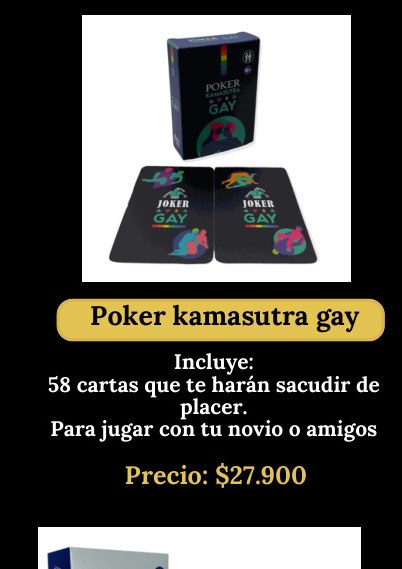 POKER
KAMASUTRA
GAY
JOKER
GAY
JOKER
GAY
Poker kamasutra gay
Incluye:
58 cartas que te harán sacudir de
placer.
Para jugar con tu novio o amigos
Precio: $27.900